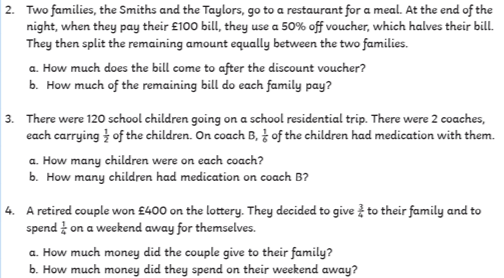 2. Two families, the Smiths and the Taylors, go to a restaurant for a meal. At the end of the
night, when they pay their £100 bill, they use a 50% off voucher, which halves their bill.
They then split the remaining amount equally between the two families.
a. How much does the bill come to after the discount voucher?
b. How much of the remaining bill do each family pay?
3. There were 120 school children going on a school residential trip. There were 2 coaches,
each carrying 1/2 of the children. On coach B, 1/6 of the children had medication with them.
a. How many children were on each coach?
b. How many children had medication on coach B?
4. A retired couple won £400 on the lottery. They decided to give 3/4 to their family and to
spend 1/4 on a weekend away for themselves.
a. How much money did the couple give to their family?
b. How much money did they spend on their weekend away?